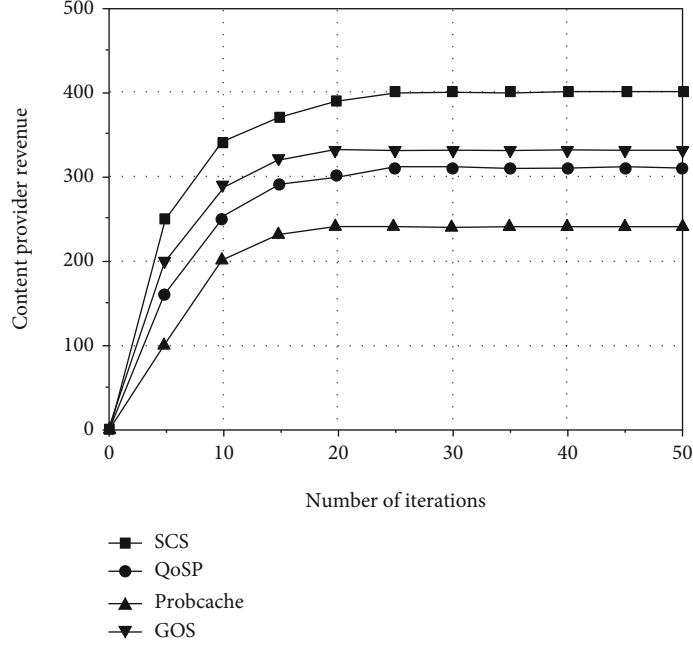 500
400
300
200
100
0
0 10 20 30 40 50
Content provider revenue
Number of iterations
SCS
QoSP
Probcache
GOS